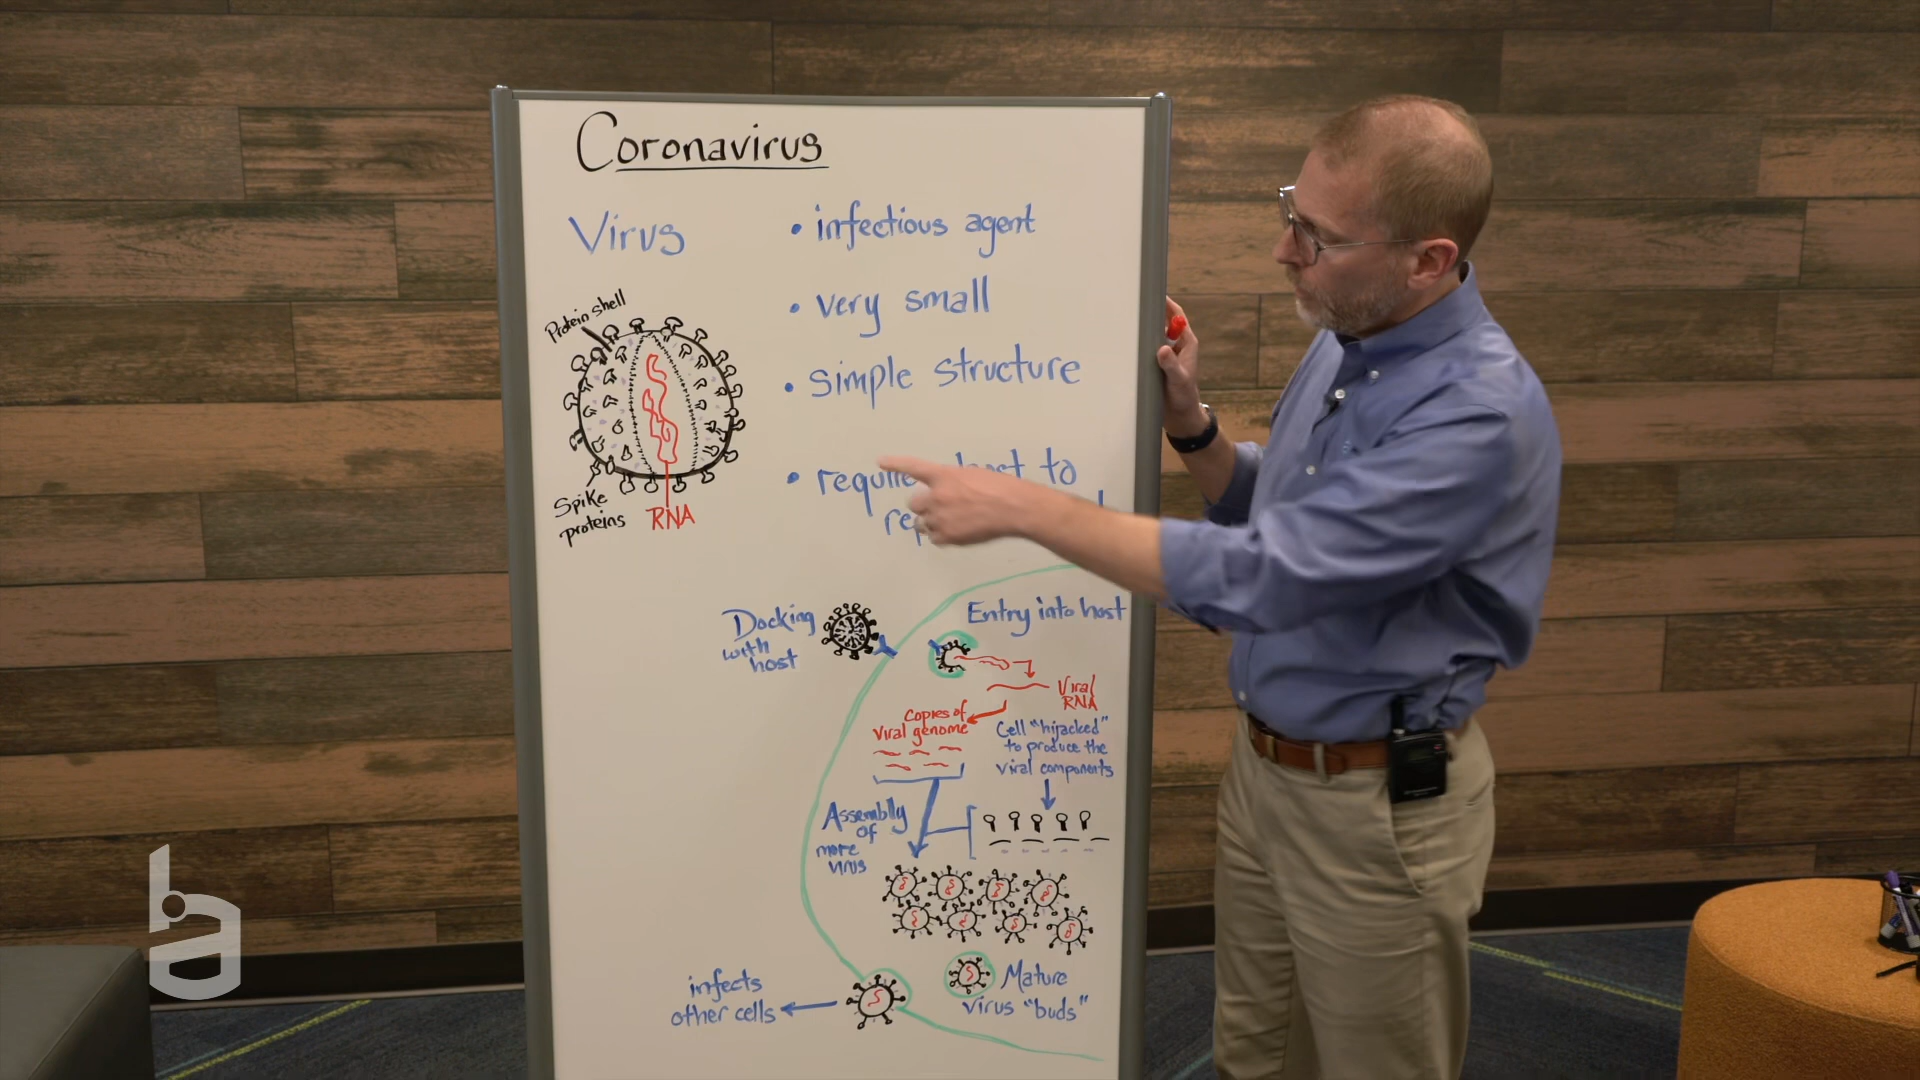 Coronavirus
Virus
• infectious agent
• very small
• simple structure
• to
Protein shell
Spike
proteins
RNA
Docking
with
host
Entry into host
Viral
RNA
Copies of
viral genome
Cell "hijacked"
to produce the
viral components
Assemblly
of
more
virus
Mature
virus "buds"
infects
other cells
ba